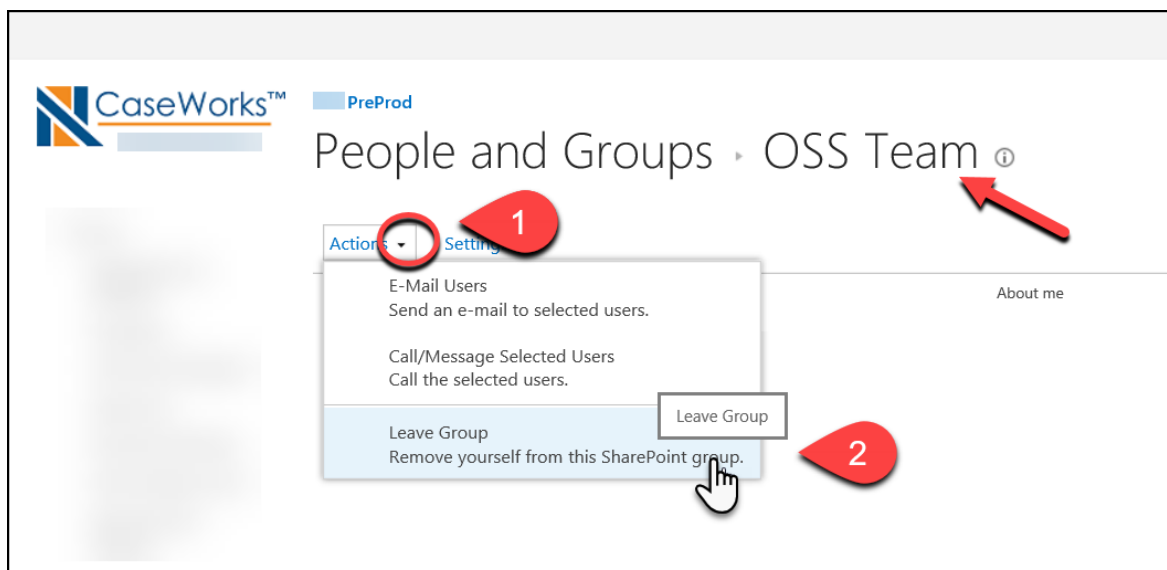 CaseWorks™
PreProd
People and Groups ▸ OSS Team
1
Actions
Setting
E-Mail Users
Send an e-mail to selected users.
About me
Call/Message Selected Users
Call the selected users.
Leave Group
Leave Group
Remove yourself from this SharePoint group.
2